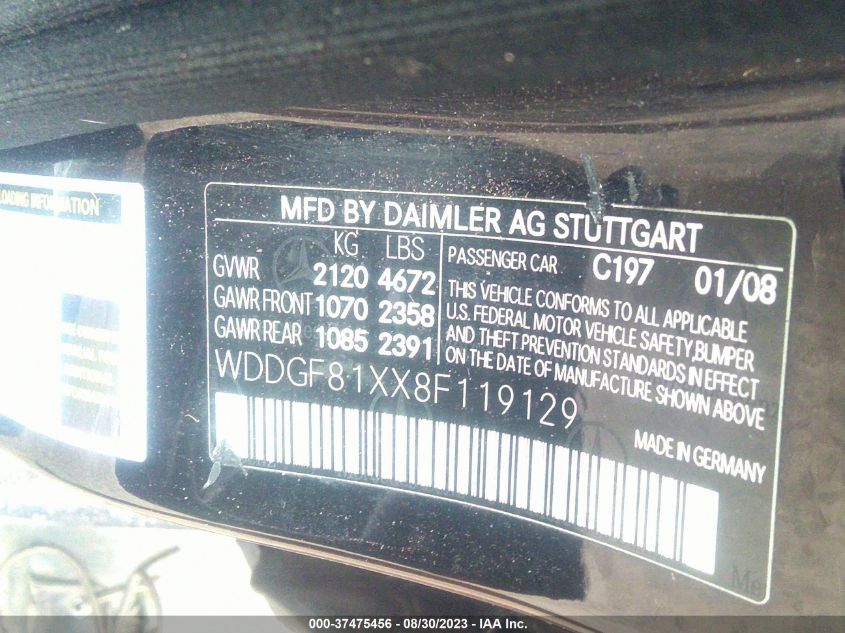 LOADING INFORMATION
MFD BY DAIMLER AG STUTTGART
KG LBS
GVWR 2120 4672
GAWR FRONT 1070 2358
GAWR REAR 1085 2391
PASSENGER CAR C197 01/08
THIS VEHICLE CONFORMS TO ALL APPLICABLE
U.S. FEDERAL MOTOR VEHICLE SAFETY,BUMPER
AND THEFT PREVENTION STANDARDS IN EFFECT
ON THE DATE OF MANUFACTURE SHOWN ABOVE
WDDGF81XX8F119129
MADE IN GERMANY
000-37475456 - 08/30/2023 - IAA Inc.